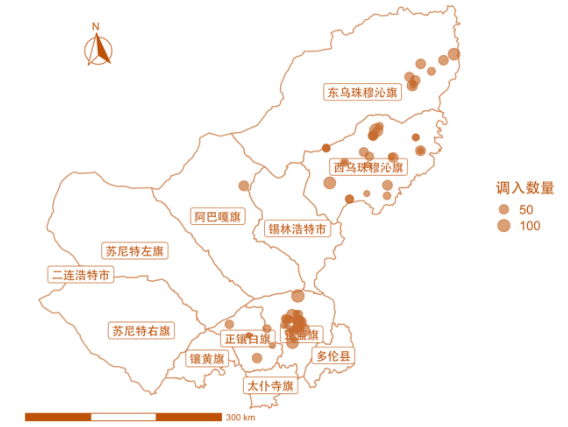 N
东乌珠穆沁旗
西乌珠穆沁旗
调入数量
50
100
阿巴嘎旗
锡林浩特市
苏尼特左旗
二连浩特市
苏尼特右旗
正镶白旗
镶黄旗
多伦县
太仆寺旗
300 km